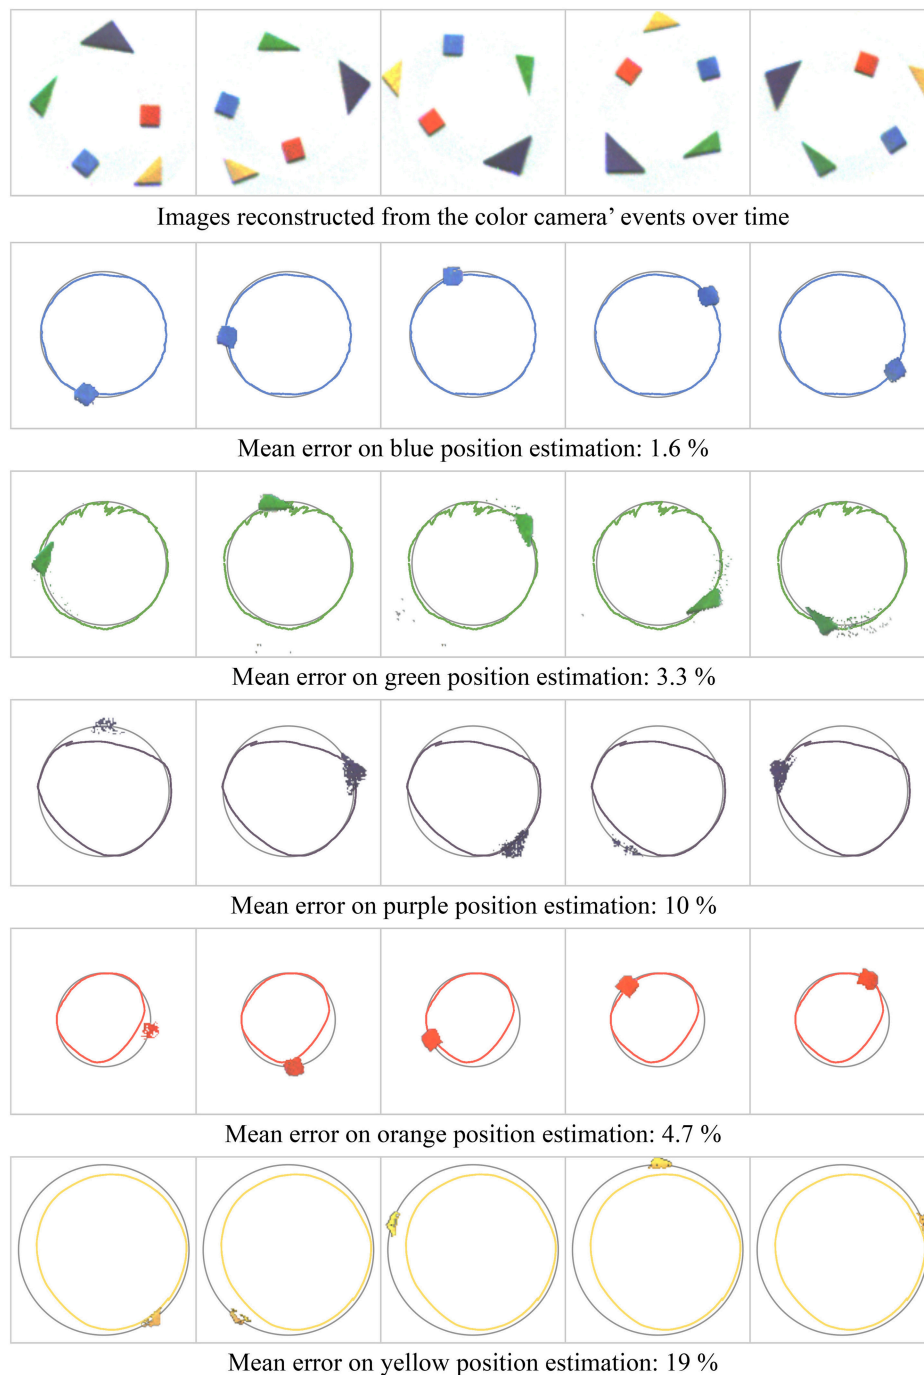 Images reconstructed from the color camera’ events over time
Mean error on blue position estimation: 1.6 %
Mean error on green position estimation: 3.3 %
Mean error on purple position estimation: 10 %
Mean error on orange position estimation: 4.7 %
Mean error on yellow position estimation: 19 %